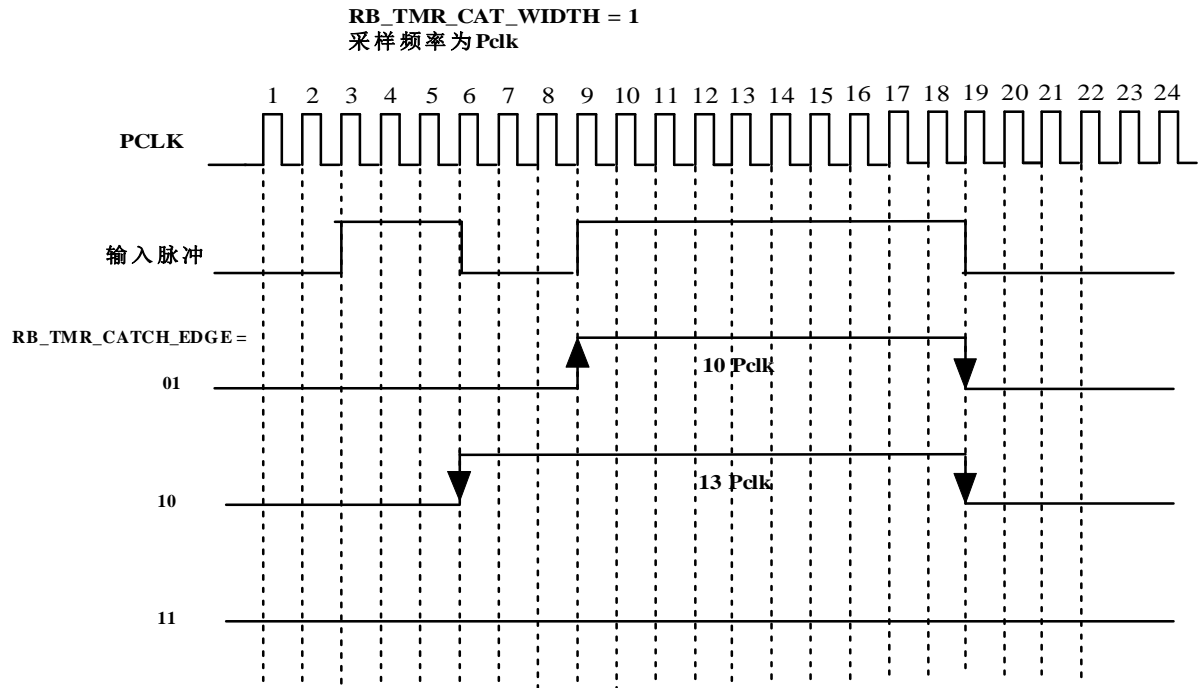 RB_TMR_CAT_WIDTH = 1
采样频率为Pclk
1 2 3 4 5 6 7 8 9 10 11 12 13 14 15 16 17 18 19 20 21 22 23 24
PCLK
输入脉冲
RB_TMR_CATCH_EDGE =
10 Pclk
01
13 Pclk
10
11